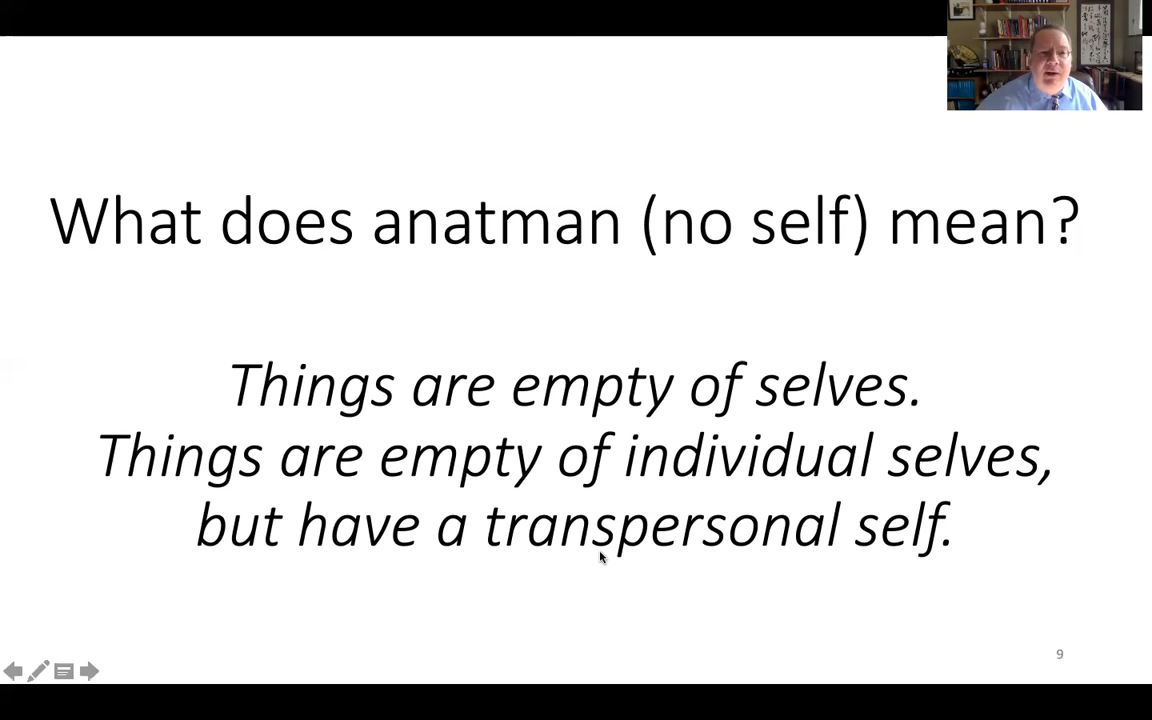 What does anatman (no self) mean?
Things are empty of selves.
Things are empty of individual selves,
but have a transpersonal self.
9